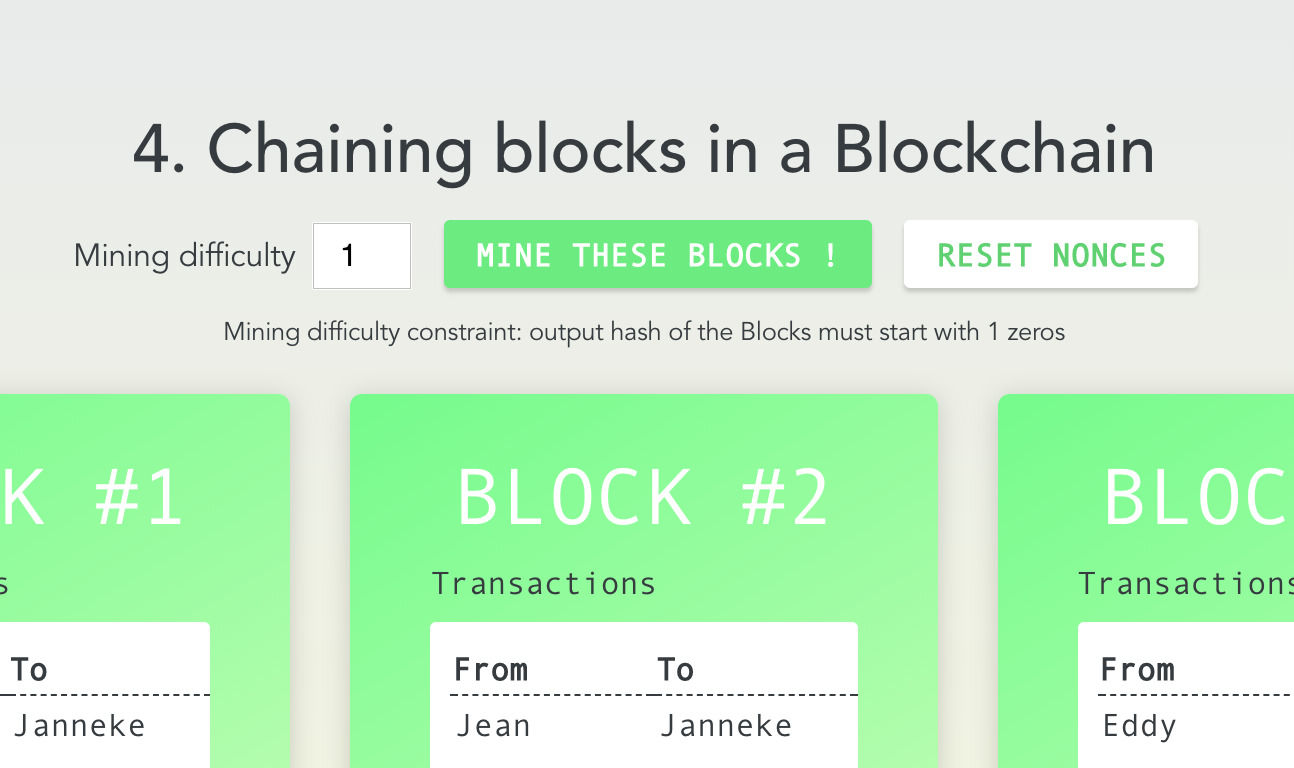 4. Chaining blocks in a Blockchain
Mining difficulty 1 MINE THESE BLOCKS ! RESET NONCES
Mining difficulty constraint: output hash of the Blocks must start with 1 zeros
K #1
s
To
Janneke
BLOCK #2
Transactions
From To
Jean Janneke
BLOC
Transactions
From
Eddy